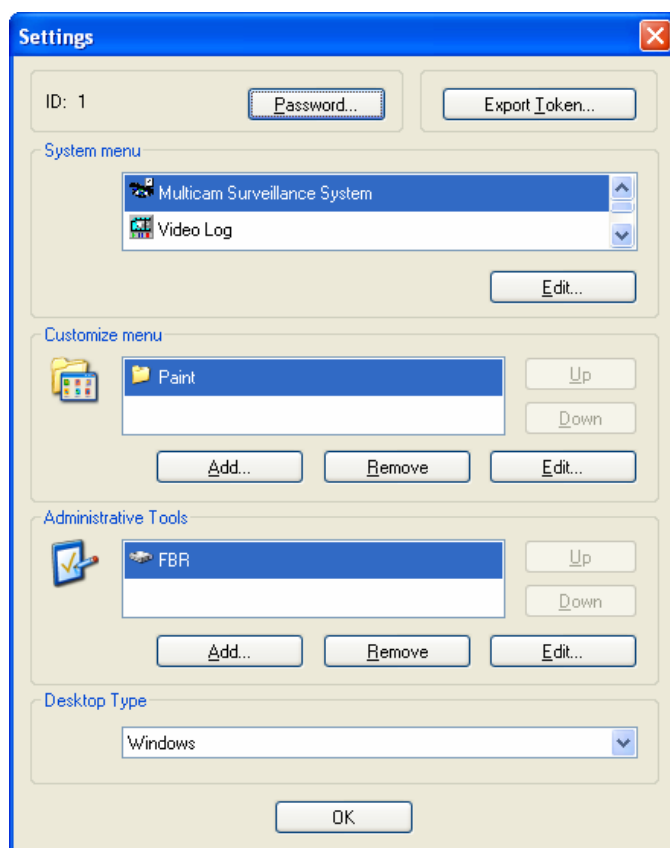 Settings
ID: 1
Password...
Export Token...
System menu
Multicam Surveillance System
Video Log
Edit...
Customize menu
Paint
Up
Down
Add...
Remove
Edit...
Administrative Tools
FBR
Up
Down
Add...
Remove
Edit...
Desktop Type
Windows
OK